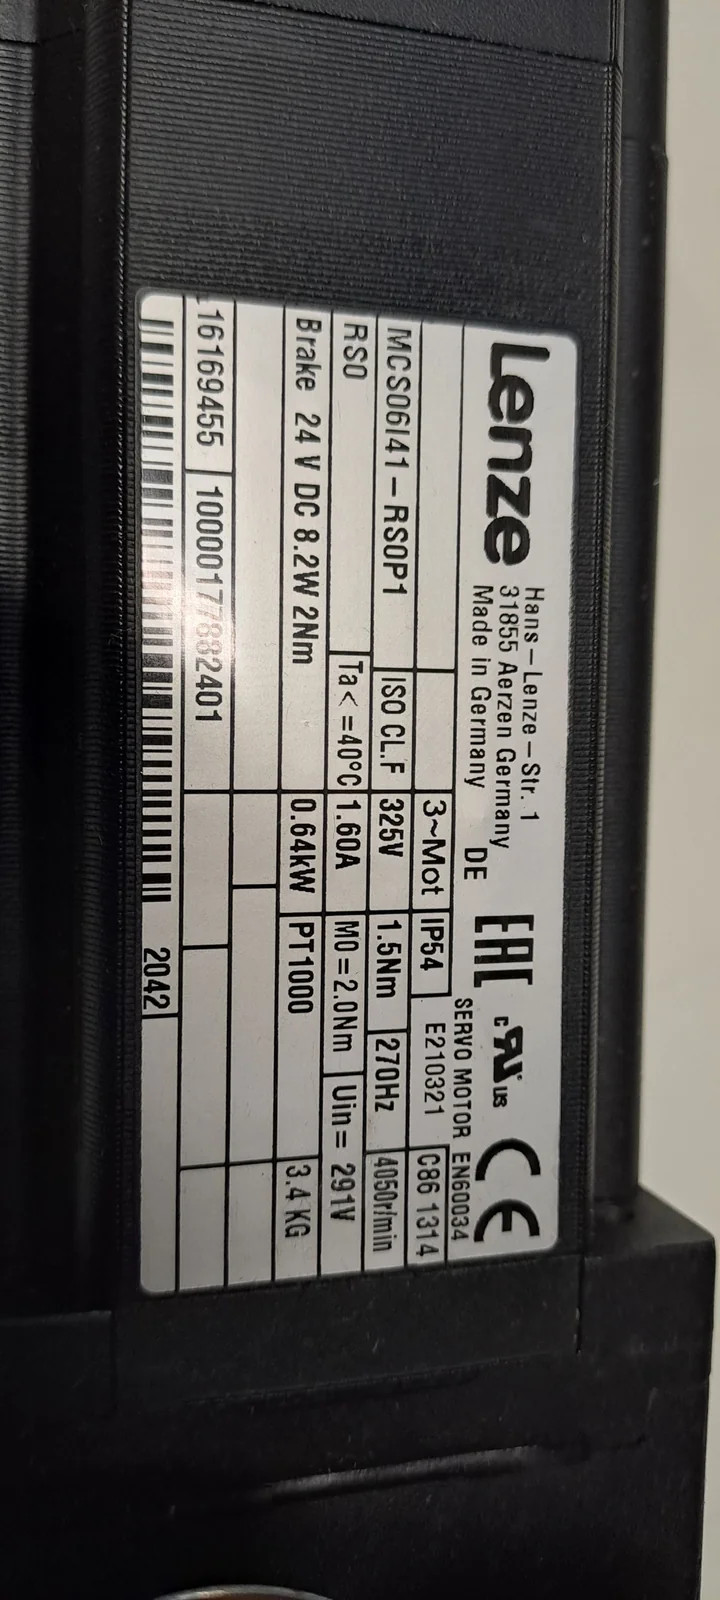 Lenze
Hans-Lenze-Str. 1
31855 Aerzen Germany
Made in Germany
DE
EAC
c UR us
CE
SERVO MOTOR EN60034
3~Mot IP54 E210321 C86 1314
MCS06I41-RS0P1 ISO CL.F 325V 1.5Nm 270Hz 4050r/min
RS0 Ta<=40°C 1.60A M0=2.0Nm Uin= 291V
Brake 24 V DC 8.2W 2Nm 0.64kW PT1000 3.4 KG
16169455 1000017782401
2042